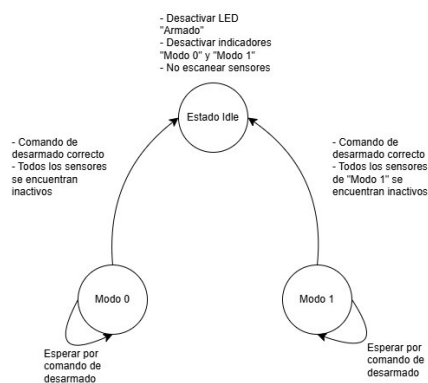 - Desactivar LED
"Armado"
- Desactivar indicadores
"Modo 0" y "Modo 1"
- No escanear sensores
Estado Idle
- Comando de
desarmado correcto
- Todos los sensores
se encuentran
inactivos
- Comando de
desarmado correcto
- Todos los sensores
de "Modo 1" se
encuentran inactivos
Modo 0
Modo 1
Esperar por
comando de
desarmado
Esperar por
comando de
desarmado